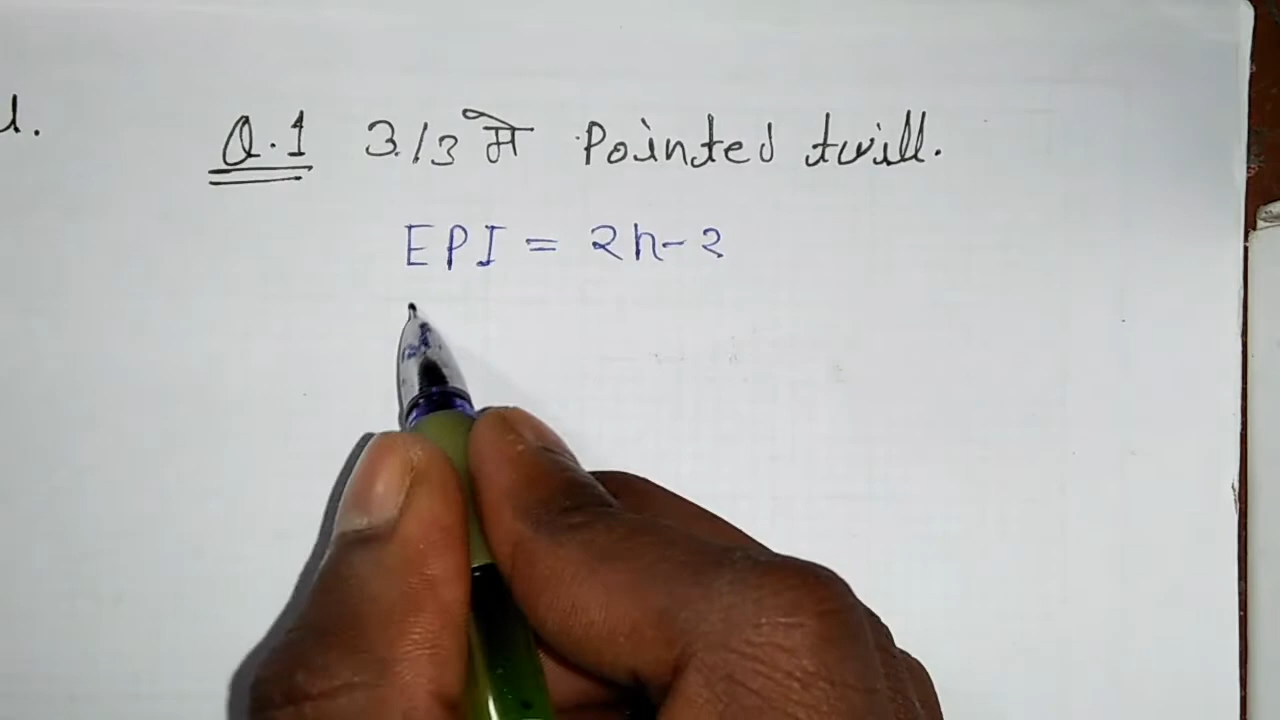 Q.1 3/3 मे Pointed twill.
EPI = 2n-2